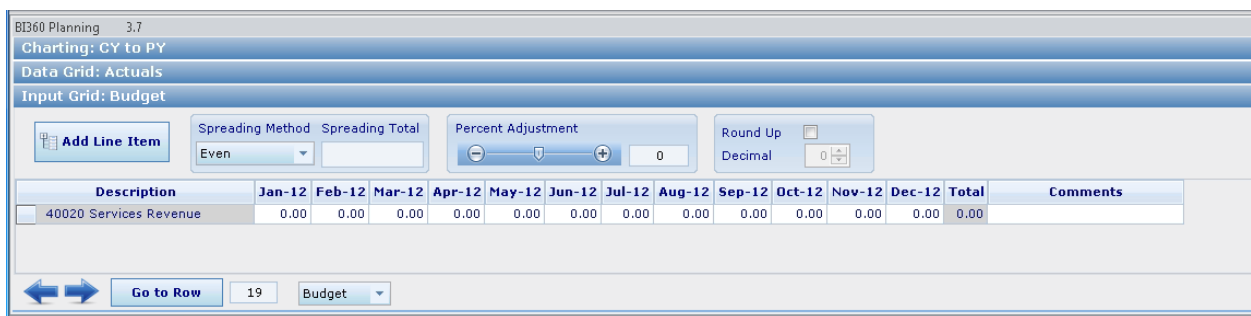 BI360 Planning 3.7
Charting: CY to PY
Data Grid: Actuals
Input Grid: Budget
Add Line Item
Spreading Method Spreading Total
Even
Percent Adjustment
0
Round Up
Decimal 0
Description Jan-12 Feb-12 Mar-12 Apr-12 May-12 Jun-12 Jul-12 Aug-12 Sep-12 Oct-12 Nov-12 Dec-12 Total Comments
40020 Services Revenue 0.00 0.00 0.00 0.00 0.00 0.00 0.00 0.00 0.00 0.00 0.00 0.00 0.00
Go to Row 19 Budget